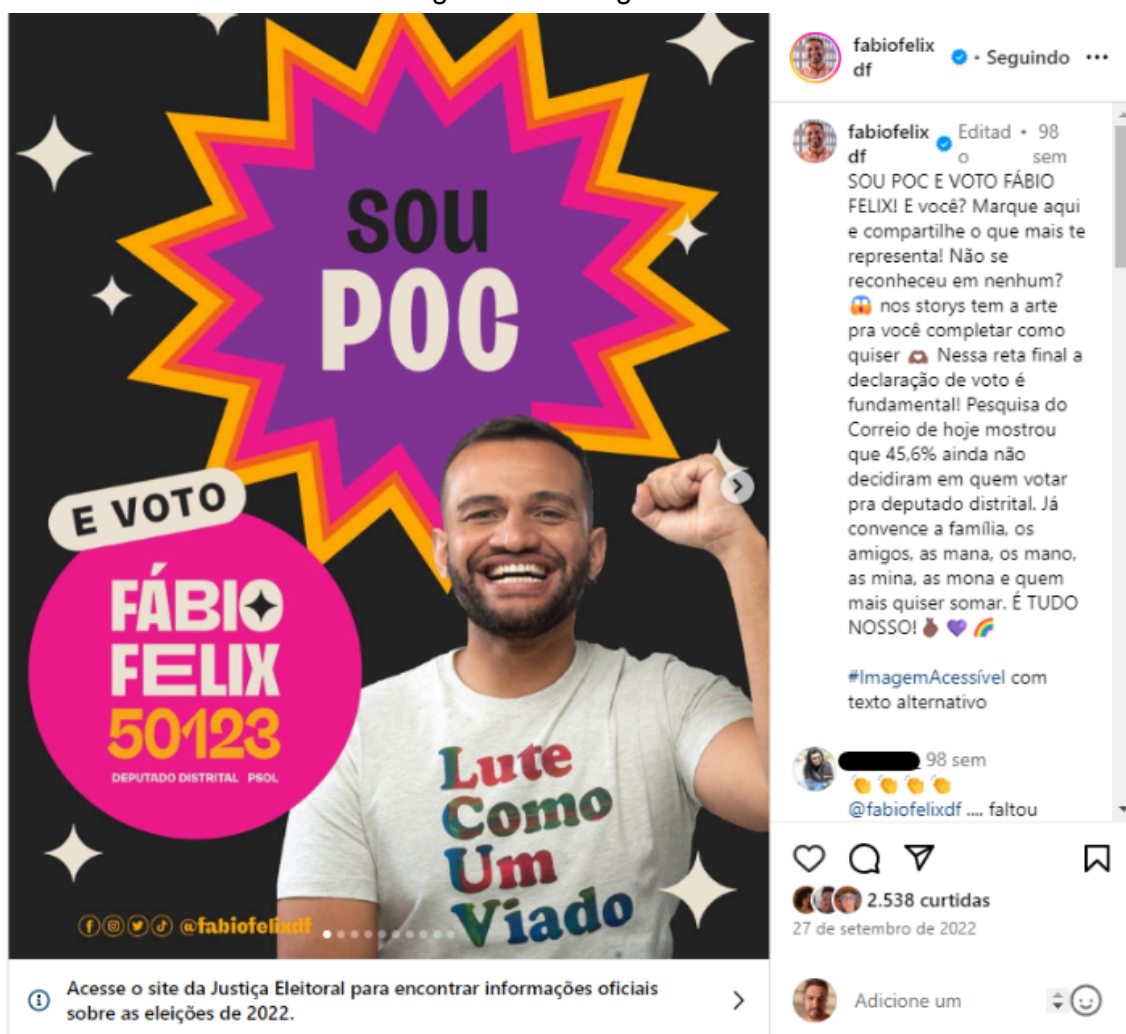 sou
POC
E VOTO
FÁBIO
FELIX
50123
DEPUTADO DISTRITAL PSOL
Lute
Como
Um
Viado
@fabiofelixdf
Acesse o site da Justiça Eleitoral para encontrar informações oficiais
sobre as eleições de 2022.
fabiofelix
df
• Seguindo
fabiofelix
df
Editad
o
• 98
sem
SOU POC E VOTO FÁBIO
FELIX! E você? Marque aqui
e compartilhe o que mais te
representa! Não se
reconheceu em nenhum?
😱 nos storys tem a arte
pra você completar como
quiser 🫶🏾 Nessa reta final a
declaração de voto é
fundamental! Pesquisa do
Correio de hoje mostrou
que 45,6% ainda não
decidiram em quem votar
pra deputado distrital. Já
convence a família, os
amigos, as mana, os mano,
as mina, as mona e quem
mais quiser somar. É TUDO
NOSSO! ✊🏾 💜 🌈
#ImagemAcessível com
texto alternativo
98 sem
👏 👏 👏 👏
@fabiofelixdf .... faltou
2.538 curtidas
27 de setembro de 2022
Adicione um